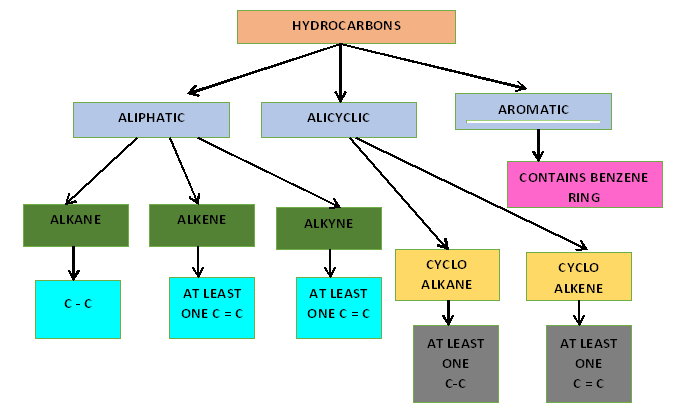 HYDROCARBONS
ALIPHATIC
ALICYCLIC
AROMATIC
CONTAINS BENZENE
RING
ALKANE
ALKENE
ALKYNE
CYCLO
ALKANE
CYCLO
ALKENE
C - C
AT LEAST
ONE C = C
AT LEAST
ONE C = C
AT LEAST
ONE
C-C
AT LEAST
ONE
C = C